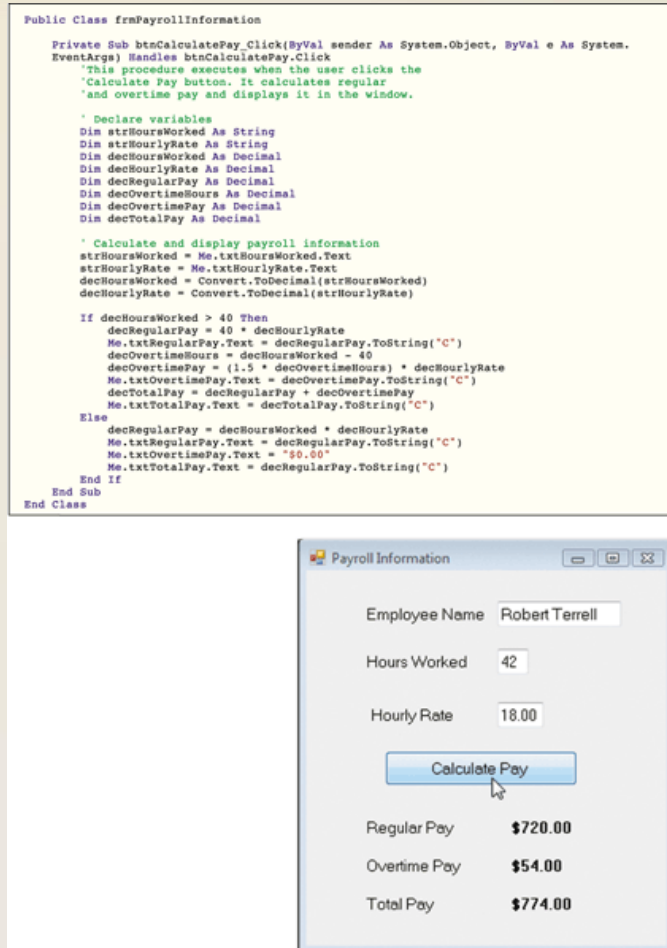 Public Class frmPayrollInformation
Private Sub btnCalculatePay_Click(ByVal sender As System.Object, ByVal e As System.
EventArgs) Handles btnCalculatePay.Click
'This procedure executes when the user clicks the
'Calculate Pay button. It calculates regular
'and overtime pay and displays it in the window.
' Declare variables
Dim strHoursWorked As String
Dim strHourlyRate As String
Dim decHoursWorked As Decimal
Dim decHourlyRate As Decimal
Dim decRegularPay As Decimal
Dim decOvertimeHours As Decimal
Dim decOvertimePay As Decimal
Dim decTotalPay As Decimal
' Calculate and display payroll information
strHoursWorked = Me.txtHoursWorked.Text
strHourlyRate = Me.txtHourlyRate.Text
decHoursWorked = Convert.ToDecimal(strHoursWorked)
decHourlyRate = Convert.ToDecimal(strHourlyRate)
If decHoursWorked > 40 Then
decRegularPay = 40 * decHourlyRate
Me.txtRegularPay.Text = decRegularPay.ToString("C")
decOvertimeHours = decHoursWorked - 40
decOvertimePay = (1.5 * decOvertimeHours) * decHourlyRate
Me.txtOvertimePay.Text = decOvertimePay.ToString("C")
decTotalPay = decRegularPay + decOvertimePay
Me.txtTotalPay.Text = decTotalPay.ToString("C")
Else
decRegularPay = decHoursWorked * decHourlyRate
Me.txtRegularPay.Text = decRegularPay.ToString("C")
Me.txtOvertimePay.Text = "$0.00"
Me.txtTotalPay.Text = decRegularPay.ToString("C")
End If
End Sub
End Class
Payroll Information
Employee Name Robert Terrell
Hours Worked 42
Hourly Rate 18.00
Calculate Pay
Regular Pay $720.00
Overtime Pay $54.00
Total Pay $774.00